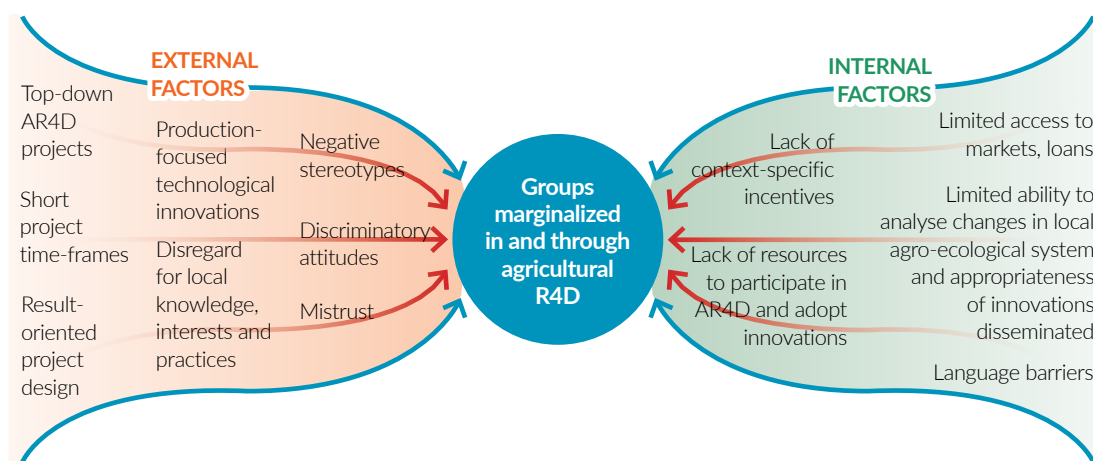 EXTERNAL
FACTORS
Top-down
AR4D
projects
Short
project
time-frames
Result-
oriented
project
design
Production-
focused
technological
innovations
Disregard
for local
knowledge,
interests and
practices
Negative
stereotypes
Discriminatory
attitudes
Mistrust
Groups
marginalized
in and through
agricultural
R4D
INTERNAL
FACTORS
Lack of
context-specific
incentives
Lack of resources
to participate in
AR4D and adopt
innovations
Limited access to
markets, loans
Limited ability to
analyse changes in local
agro-ecological system
and appropriateness
of innovations
disseminated
Language barriers